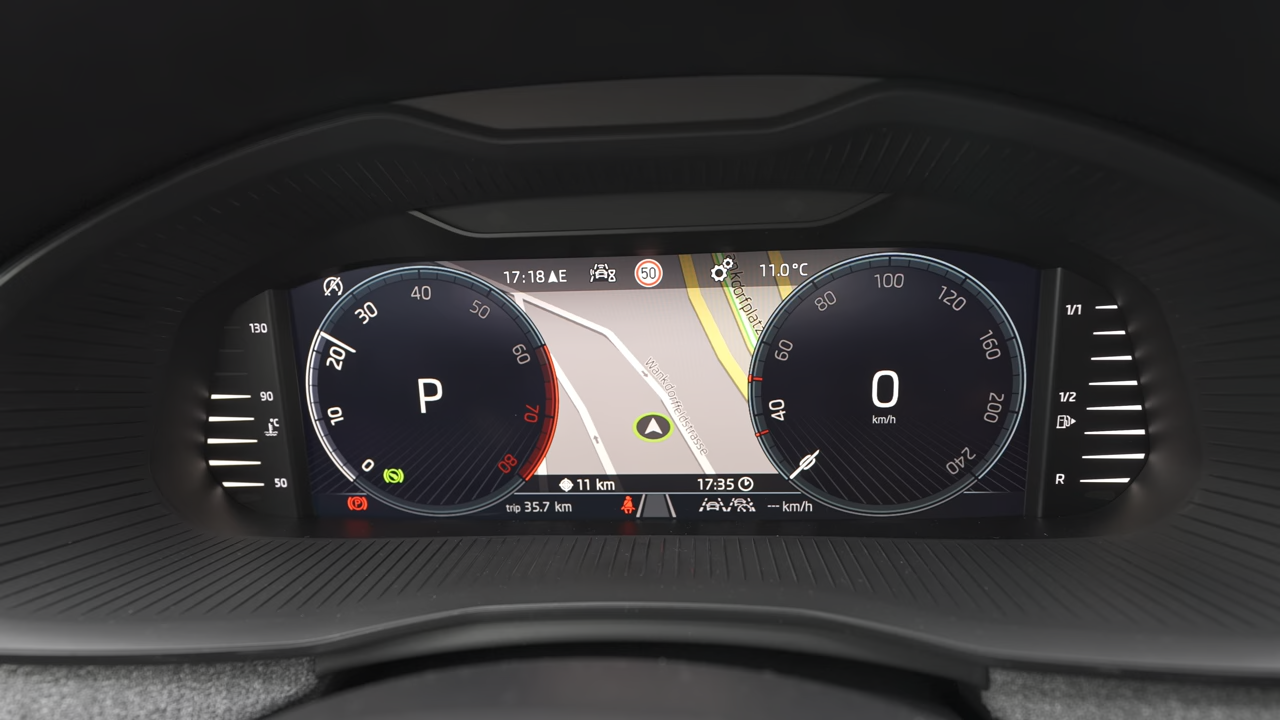 17:18 E
50
11.0°C
130
90
°C
50
0
10
20
30
40
50
60
70
80
P
Wankdorffeldstrasse
kdorfplatz
40
60
80
100
120
160
200
240
0
km/h
1/1
1/2
R
11 km
17:35
(P)
trip 35.7 km
--- km/h